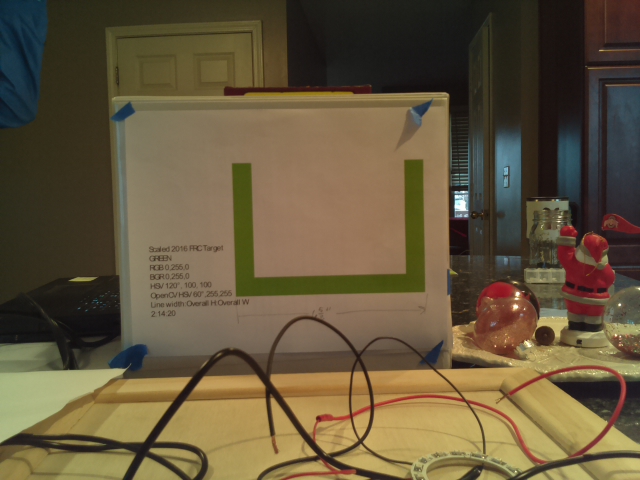 Scaled 2016 FRC Target
GREEN
RGB:0,255,0
BGR:0,255,0
HSV 120°, 100, 100
OpenCV HSV 60°,255,255
Line width:Overall H:Overall W
2:14:20